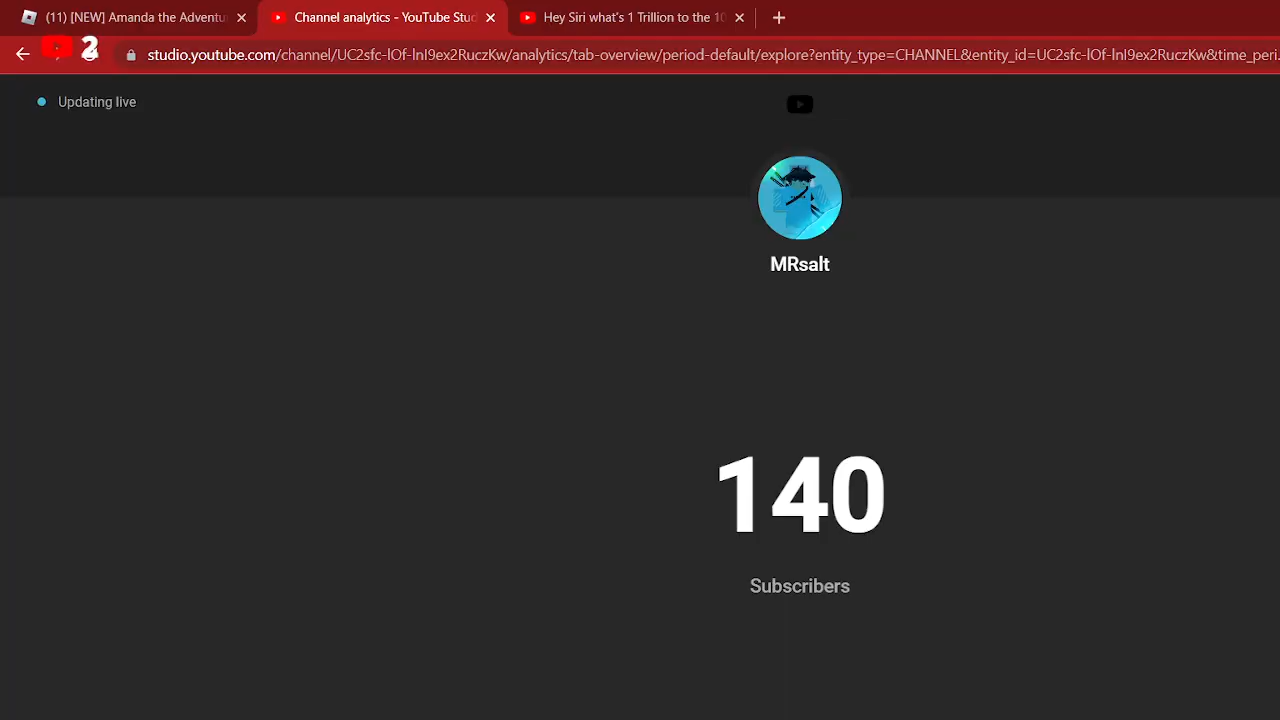 (11) [NEW] Amanda the Adventu
Channel analytics - YouTube Stud
Hey Siri what's 1 Trillion to the 10
2
studio.youtube.com/channel/UC2sfc-lOf-lnI9ex2RuczKw/analytics/tab-overview/period-default/explore?entity_type=CHANNEL&entity_id=UC2sfc-lOf-lnI9ex2RuczKw&time_peri
Updating live
MRsalt
140
Subscribers